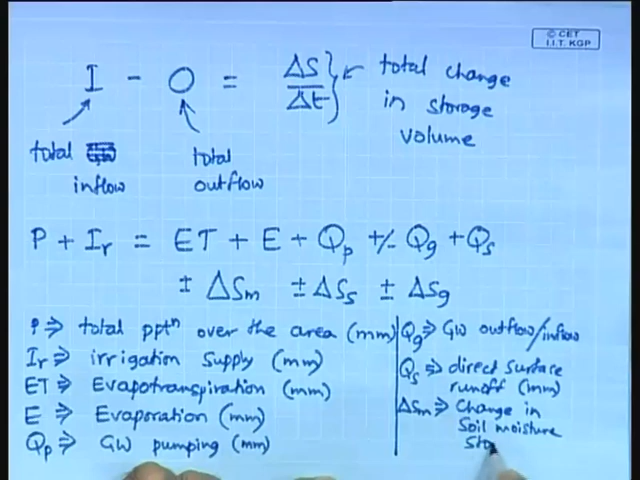 © CET
I.I.T. KGP
I - O = ΔS/Δt } total change
in storage
volume
total inflow
total outflow
P + Ir = ET + E + Qp +/- Qg + Qs
± ΔSm ± ΔSs ± ΔSg
P ⇒ total pptn over the area (mm)
Ir ⇒ irrigation supply (mm)
ET ⇒ Evapotranspiration (mm)
E ⇒ Evaporation (mm)
Qp ⇒ GW pumping (mm)
Qg ⇒ GW outflow/inflow
Qs ⇒ direct surface
runoff (mm)
ΔSm ⇒ Change in
Soil moisture
Sto